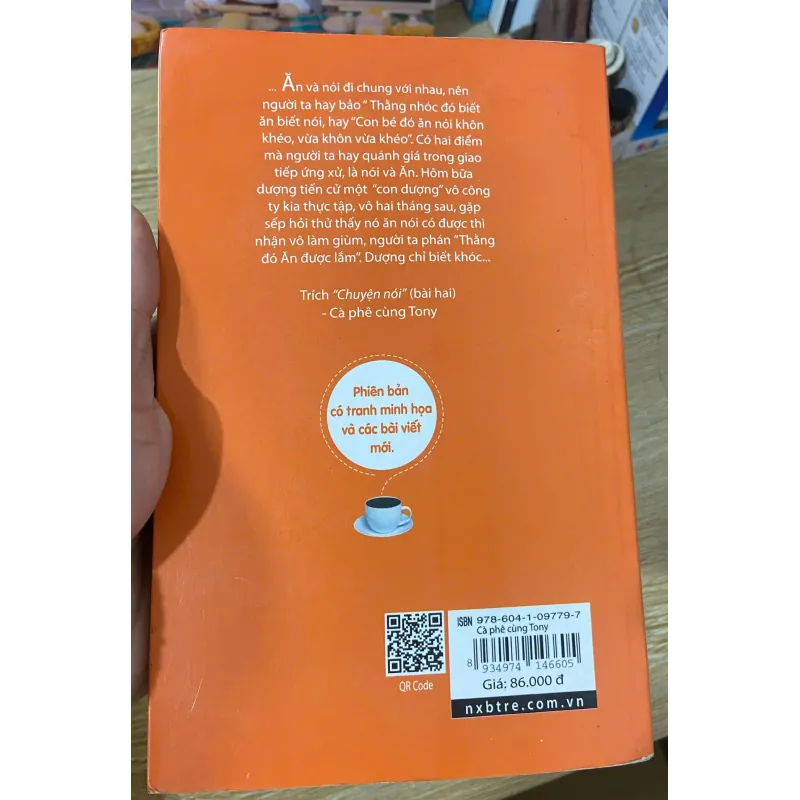 ... Ăn và nói đi chung với nhau, nên
người ta hay bảo " Thằng nhóc đó biết
ăn biết nói, hay "Con bé đó ăn nói khôn
khéo, vừa khôn vừa khéo". Có hai điểm
mà người ta hay quánh giá trong giao
tiếp ứng xử, là nói và Ăn. Hôm bữa
dượng tiến cử một "con dượng" vô công
ty kia thực tập, vô hai tháng sau, gặp
sếp hỏi thử thấy nó ăn nói có được thì
nhận vô làm giùm, người ta phán "Thằng
đó Ăn được lắm". Dượng chỉ biết khóc...
Trích "Chuyện nói" (bài hai)
- Cà phê cùng Tony
Phiên bản
có tranh minh họa
và các bài viết
mới.
QR Code
ISBN 978-604-1-09779-7
Cà phê cùng Tony
8 934974 146605
Giá: 86.000 đ
nxbtre.com.vn